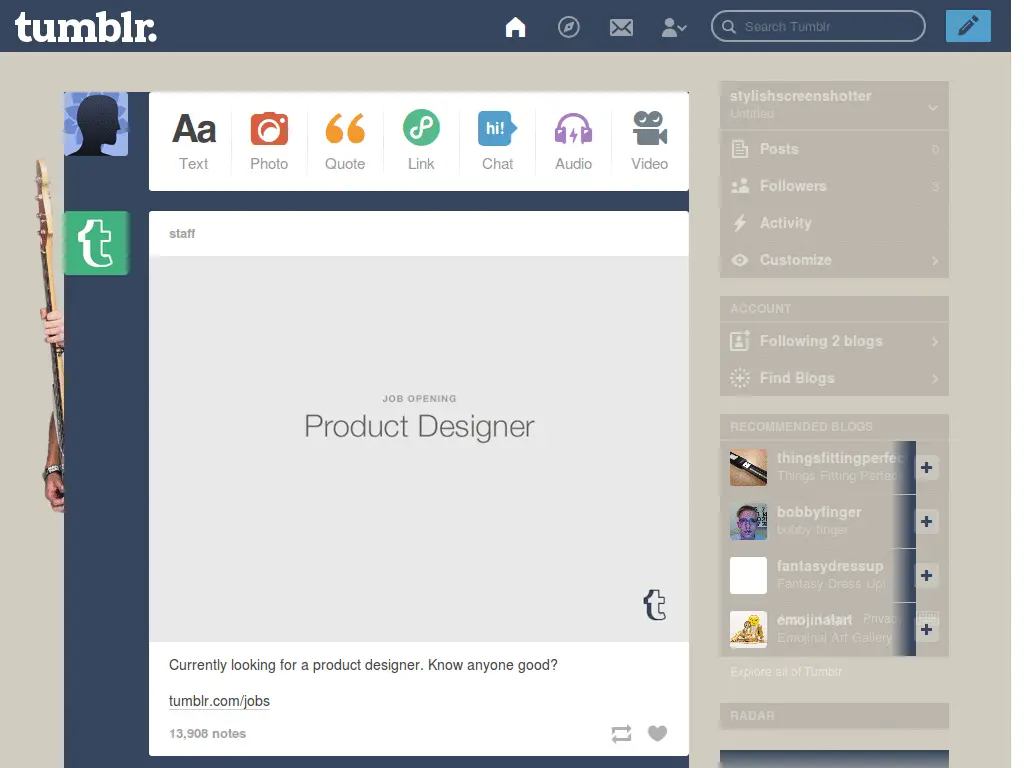 tumblr.
Search Tumblr
Aa
Text
Photo
Quote
Link
hi!
Chat
Audio
Video
staff
JOB OPENING
Product Designer
t
Currently looking for a product designer. Know anyone good?
tumblr.com/jobs
13,908 notes
stylishscreenshotter
Untitled
Posts 0
Followers 3
Activity
Customize
ACCOUNT
Following 2 blogs
Find Blogs
RECOMMENDED BLOGS
thingsfittingperfec
Things Fitting Perfec
bobbyfinger
bobby finger
fantasydressup
Fantasy Dress Up!
emojinalart
Privac
Emojinal Art Gallery
Explore all of Tumblr
RADAR